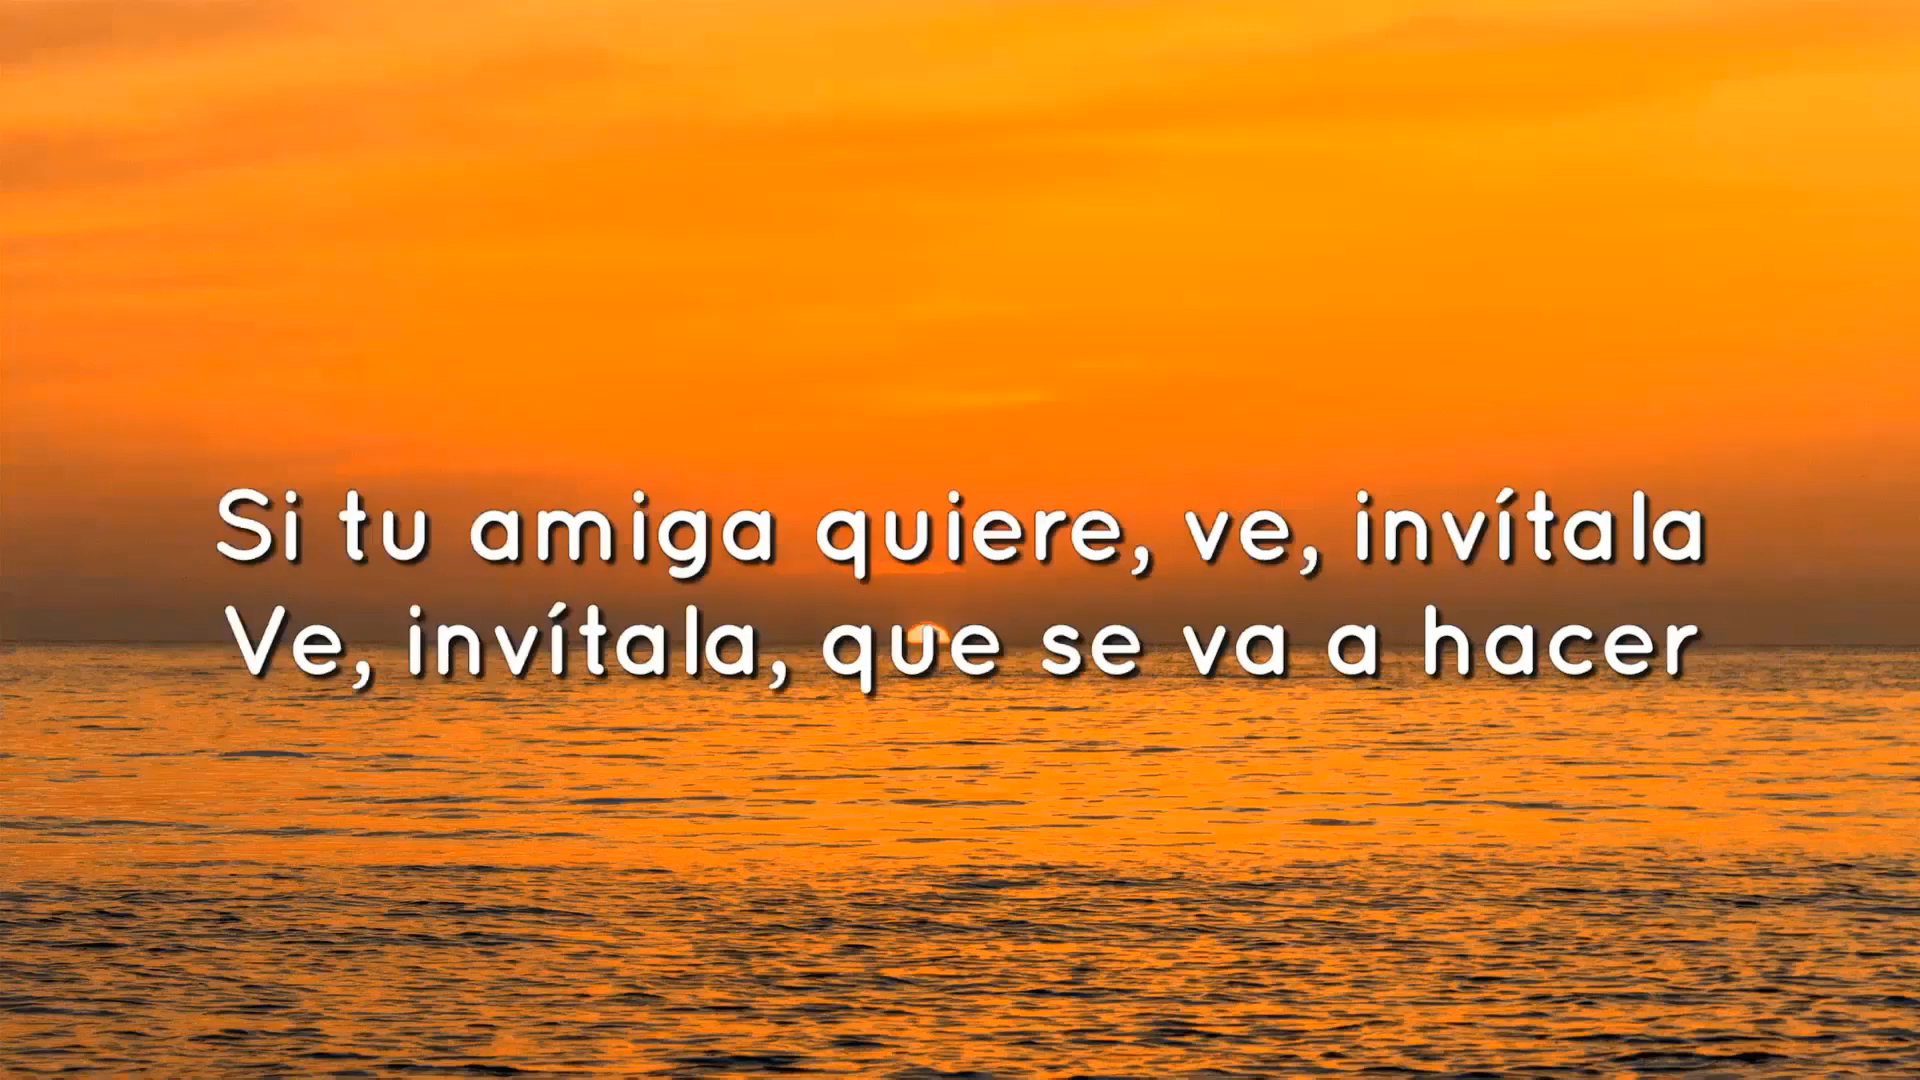 Si tu amiga quiere, ve, invítala
Ve, invítala, que se va a hacer